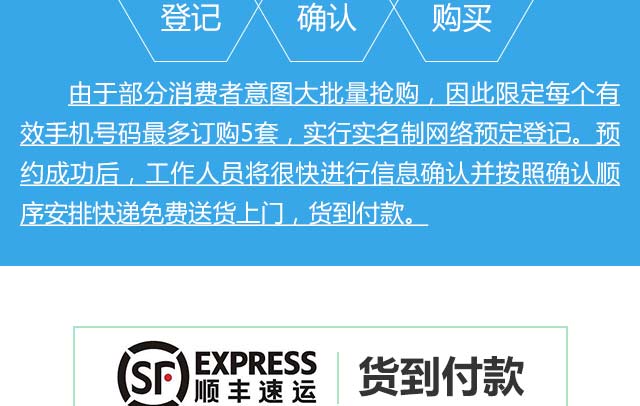 登记 确认 购买
由于部分消费者意图大批量抢购，因此限定每个有
效手机号码最多订购5套，实行实名制网络预定登记。预
约成功后，工作人员将很快进行信息确认并按照确认顺
序安排快递免费送货上门，货到付款。
SF EXPRESS
顺丰速运
货到付款